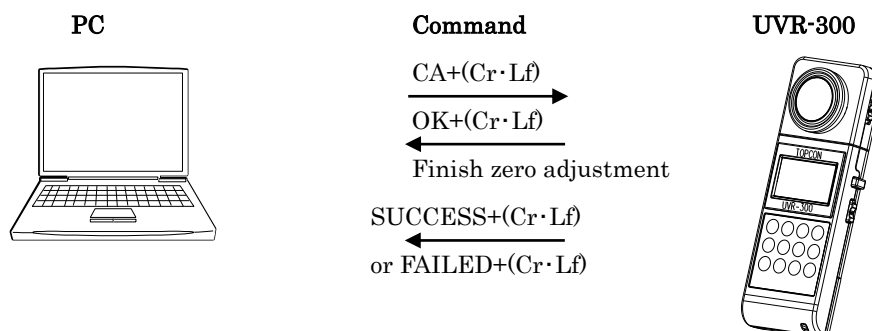 PC
Command
UVR-300
CA+(Cr･Lf)
OK+(Cr･Lf)
Finish zero adjustment
SUCCESS+(Cr･Lf)
or FAILED+(Cr･Lf)
TOPCON
UVR-300